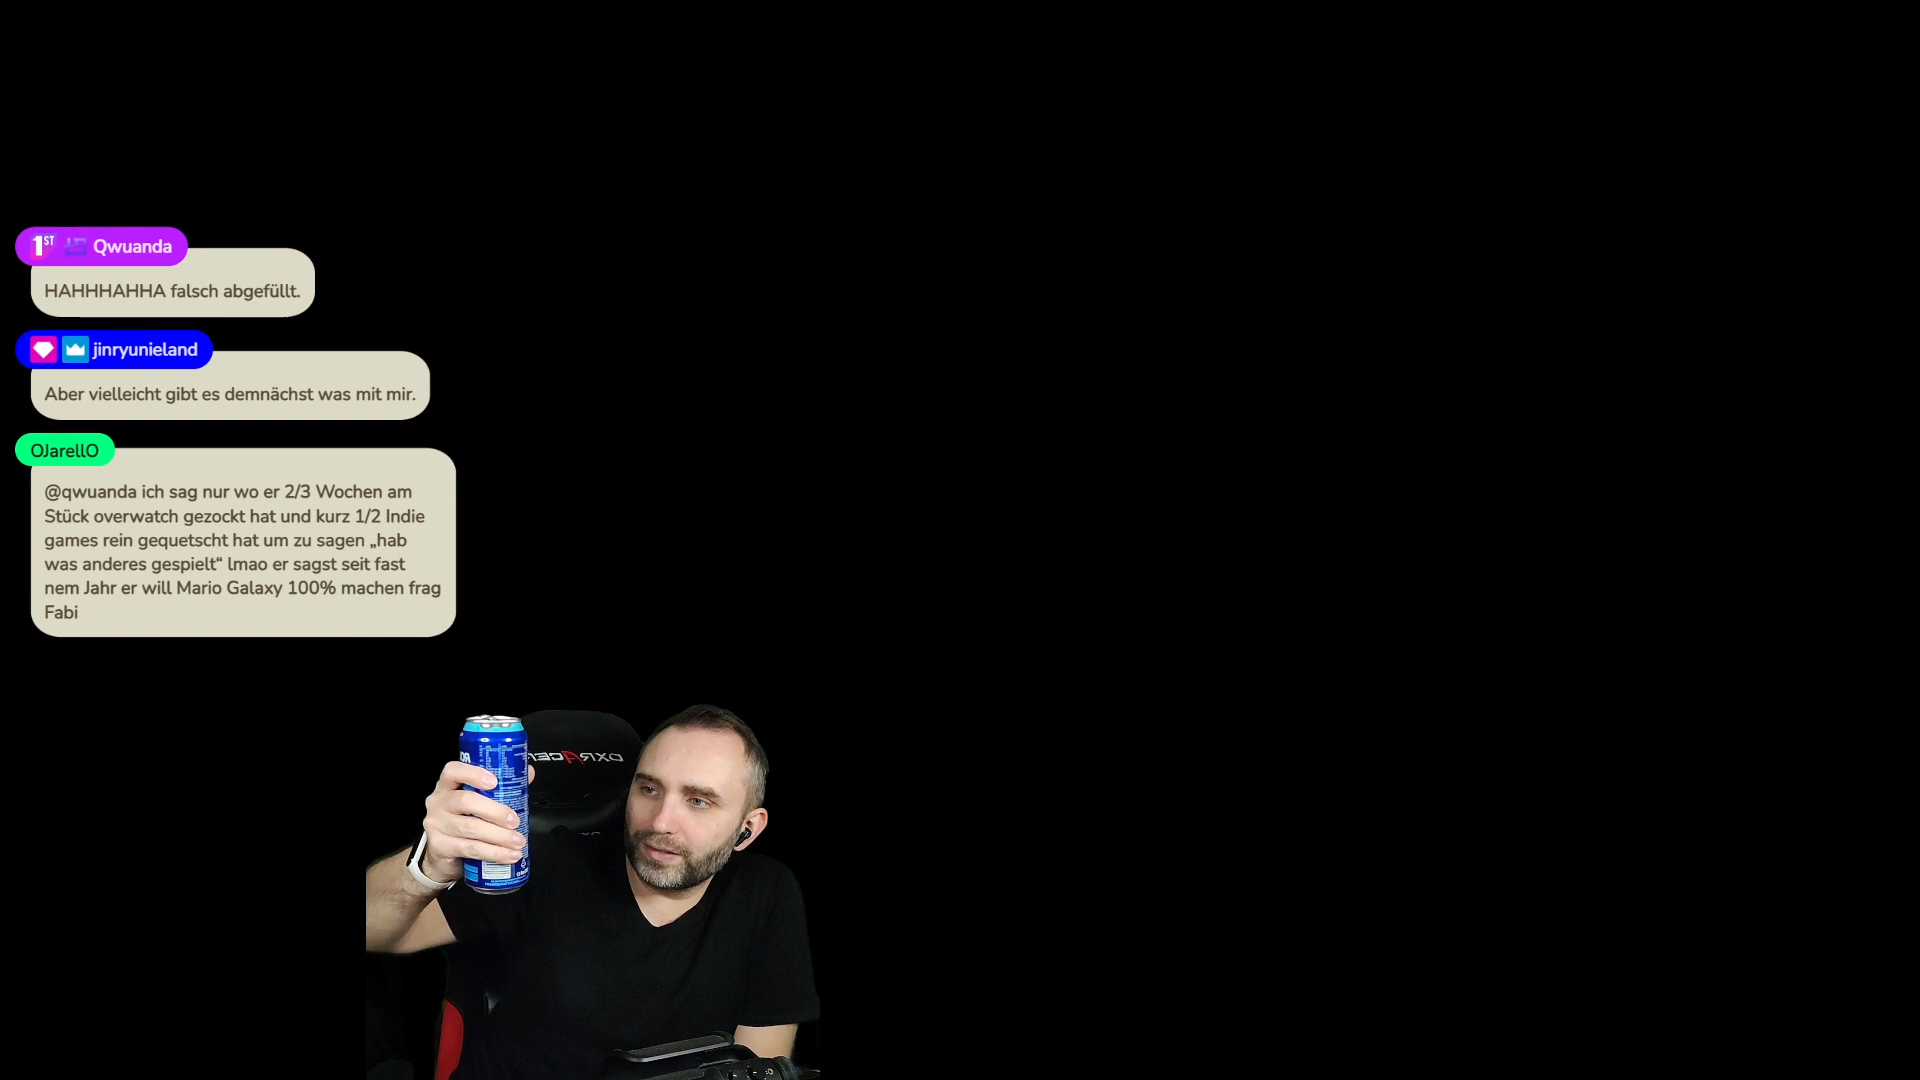 1ST Qwuanda
HAHHHAHHA falsch abgefüllt.
jinryunieland
Aber vielleicht gibt es demnächst was mit mir.
OJarellO
@qwuanda ich sag nur wo er 2/3 Wochen am
Stück overwatch gezockt hat und kurz 1/2 Indie
games rein gequetscht hat um zu sagen „hab
was anderes gespielt“ lmao er sagst seit fast
nem Jahr er will Mario Galaxy 100% machen frag
Fabi
DXRACER